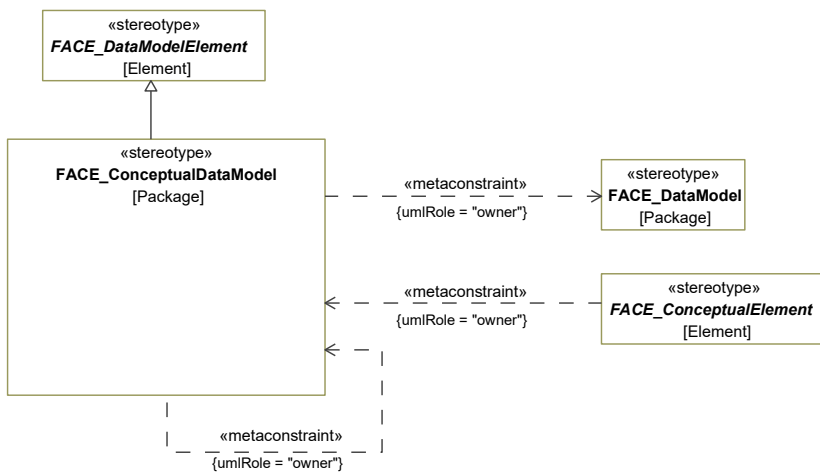 «stereotype»
FACE_DataModelElement
[Element]
«stereotype»
FACE_ConceptualDataModel
[Package]
«metaconstraint»
{umlRole = "owner"}
«stereotype»
FACE_DataModel
[Package]
«metaconstraint»
{umlRole = "owner"}
«stereotype»
FACE_ConceptualElement
[Element]
«metaconstraint»
{umlRole = "owner"}